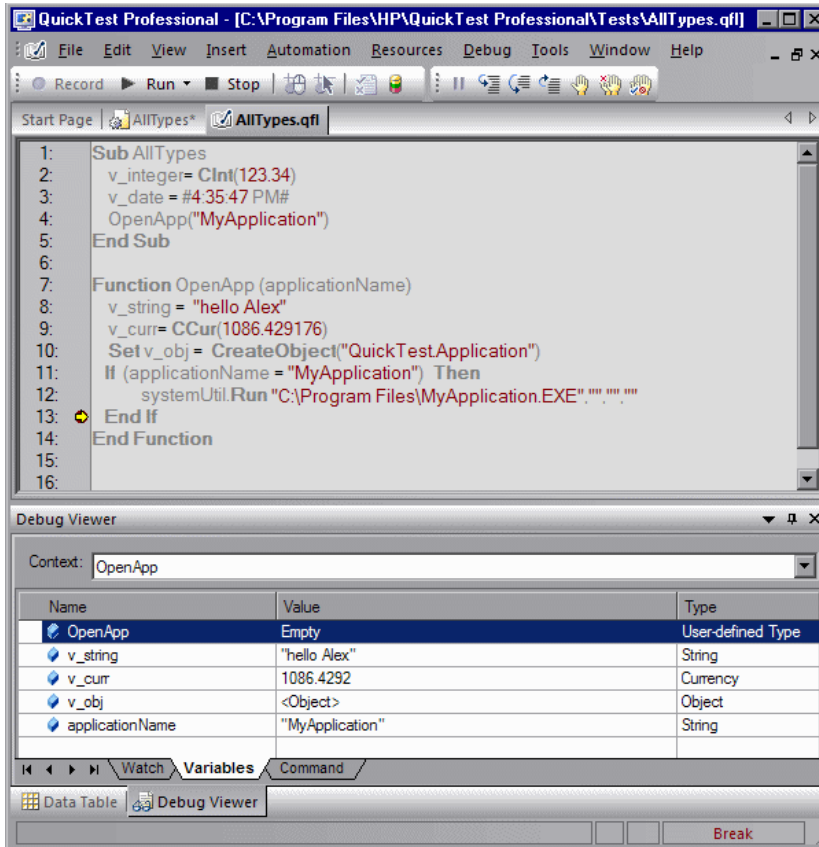 QuickTest Professional - [C:\Program Files\HP\QuickTest Professional\Tests\AllTypes.qfl]
File Edit View Insert Automation Resources Debug Tools Window Help
Record Run Stop
Start Page AllTypes* AllTypes.qfl
1: Sub AllTypes
2: v_integer= CInt(123.34)
3: v_date = #4:35:47 PM#
4: OpenApp("MyApplication")
5: End Sub
6:
7: Function OpenApp (applicationName)
8: v_string = "hello Alex"
9: v_curr= CCur(1086.429176)
10: Set v_obj = CreateObject("QuickTest.Application")
11: If (applicationName = "MyApplication") Then
12: systemUtil.Run "C:\Program Files\MyApplication.EXE","","",""
13: End If
14: End Function
15:
16:
Debug Viewer
Context: OpenApp
Name Value Type
OpenApp Empty User-defined Type
v_string "hello Alex" String
v_curr 1086.4292 Currency
v_obj <Object> Object
applicationName "MyApplication" String
Watch Variables Command
Data Table Debug Viewer
Break